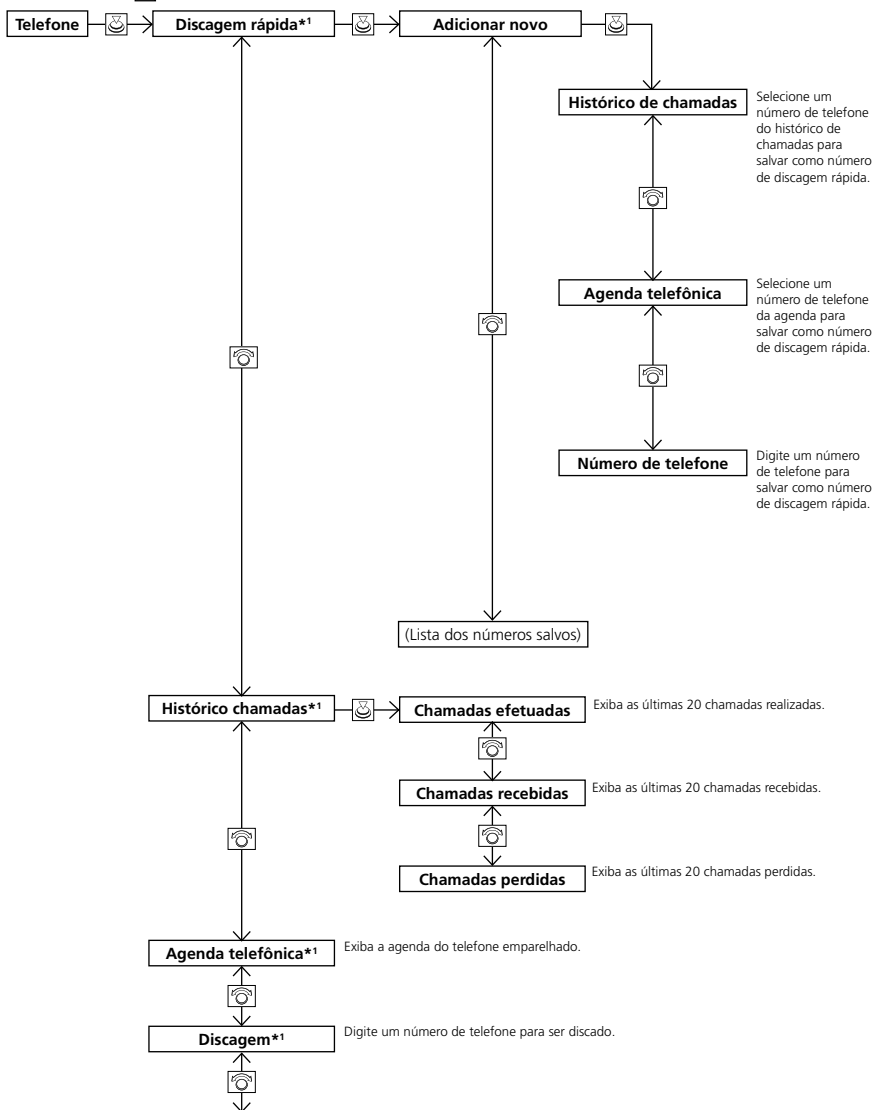 Telefone
Discagem rápida*1
Adicionar novo
Histórico de chamadas
Selecione um
número de telefone
do histórico de
chamadas para
salvar como número
de discagem rápida.
Agenda telefônica
Selecione um
número de telefone
da agenda para
salvar como número
de discagem rápida.
Número de telefone
Digite um número
de telefone para
salvar como número
de discagem rápida.
(Lista dos números salvos)
Histórico chamadas*1
Chamadas efetuadas
Exiba as últimas 20 chamadas realizadas.
Chamadas recebidas
Exiba as últimas 20 chamadas recebidas.
Chamadas perdidas
Exiba as últimas 20 chamadas perdidas.
Agenda telefônica*1
Exiba a agenda do telefone emparelhado.
Discagem*1
Digite um número de telefone para ser discado.